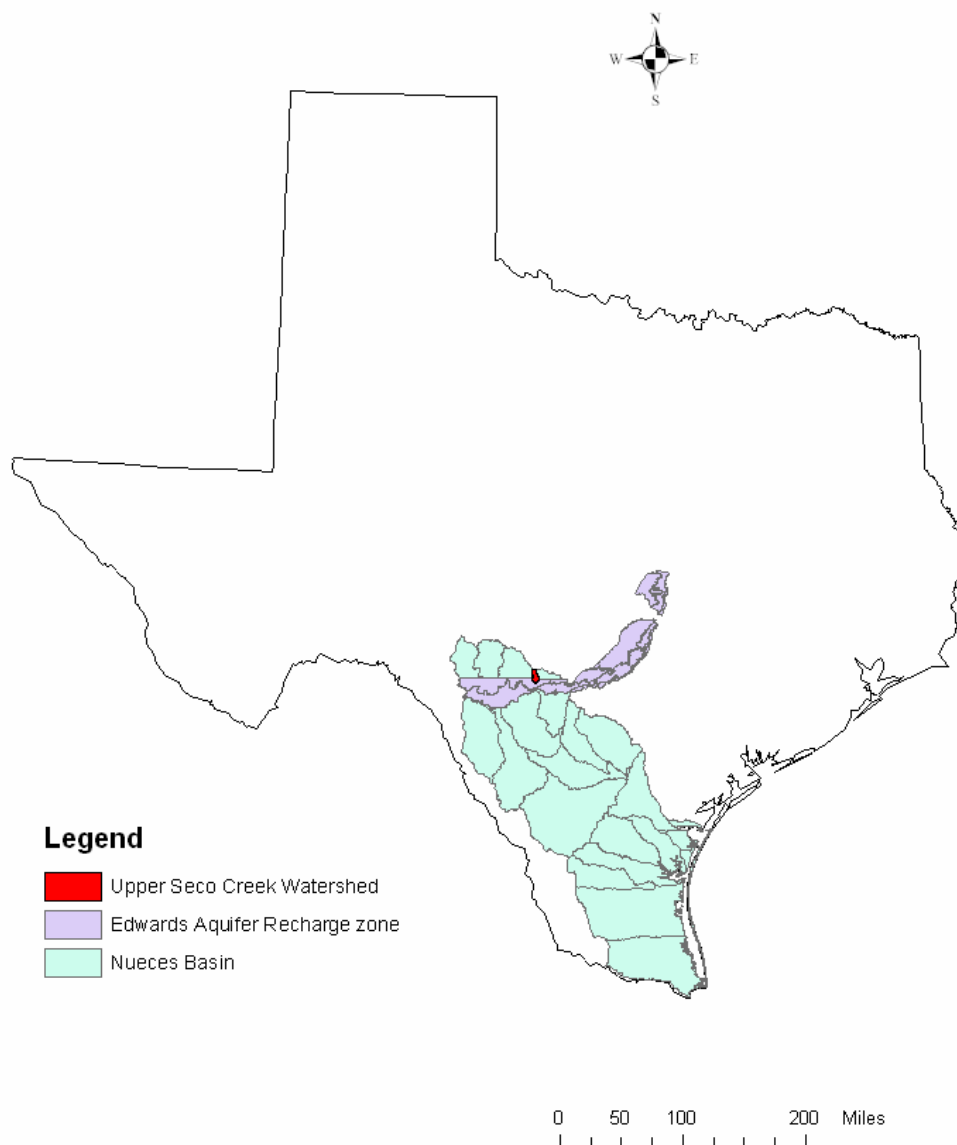 N
W E
S
Legend
Upper Seco Creek Watershed
Edwards Aquifer Recharge zone
Nueces Basin
0 50 100 200 Miles